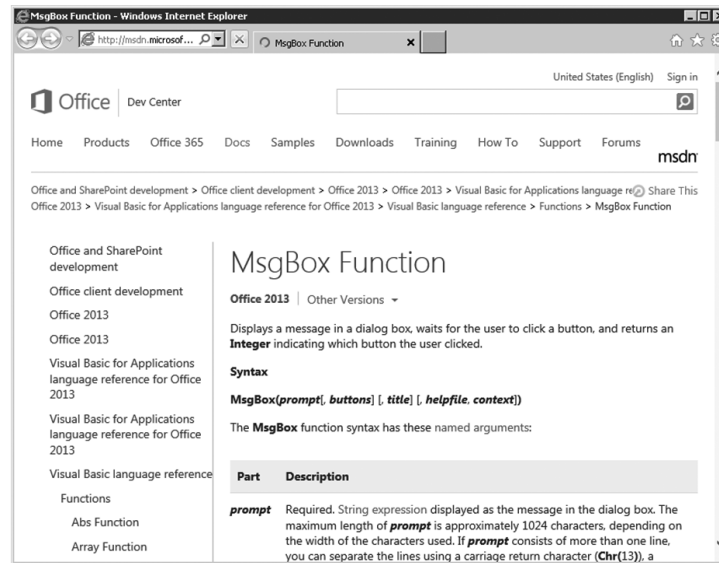 MsgBox Function - Windows Internet Explorer
http://msdn.microsof...
MsgBox Function
United States (English) Sign in
Office Dev Center
Home Products Office 365 Docs Samples Downloads Training How To Support Forums
msdn
Office and SharePoint development > Office client development > Office 2013 > Office 2013 > Visual Basic for Applications language re Share This
Office 2013 > Visual Basic for Applications language reference for Office 2013 > Visual Basic language reference > Functions > MsgBox Function
Office and SharePoint
development
Office client development
Office 2013
Office 2013
Visual Basic for Applications
language reference for Office
2013
Visual Basic for Applications
language reference for Office
2013
Visual Basic language reference
Functions
Abs Function
Array Function
MsgBox Function
Office 2013 Other Versions
Displays a message in a dialog box, waits for the user to click a button, and returns an
Integer indicating which button the user clicked.
Syntax
MsgBox(prompt[, buttons] [, title] [, helpfile, context])
The MsgBox function syntax has these named arguments:
Part Description
prompt Required. String expression displayed as the message in the dialog box. The
maximum length of prompt is approximately 1024 characters, depending on
the width of the characters used. If prompt consists of more than one line,
you can separate the lines using a carriage return character (Chr(13)), a